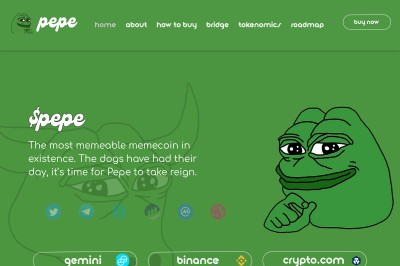 pepe
home about how to buy bridge tokenomics roadmap
buy now
$pepe
The most memeable memecoin in
existence. The dogs have had their
day, it's time for Pepe to take reign.
gemini binance crypto.com